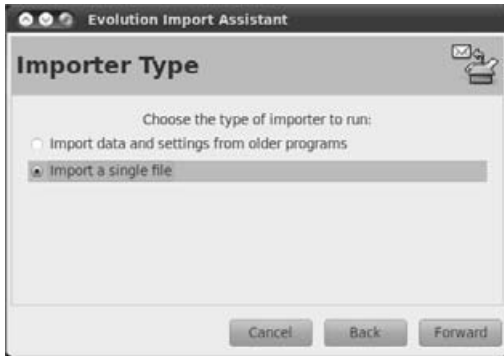 Evolution Import Assistant
Importer Type
Choose the type of importer to run:
Import data and settings from older programs
Import a single file
Cancel
Back
Forward